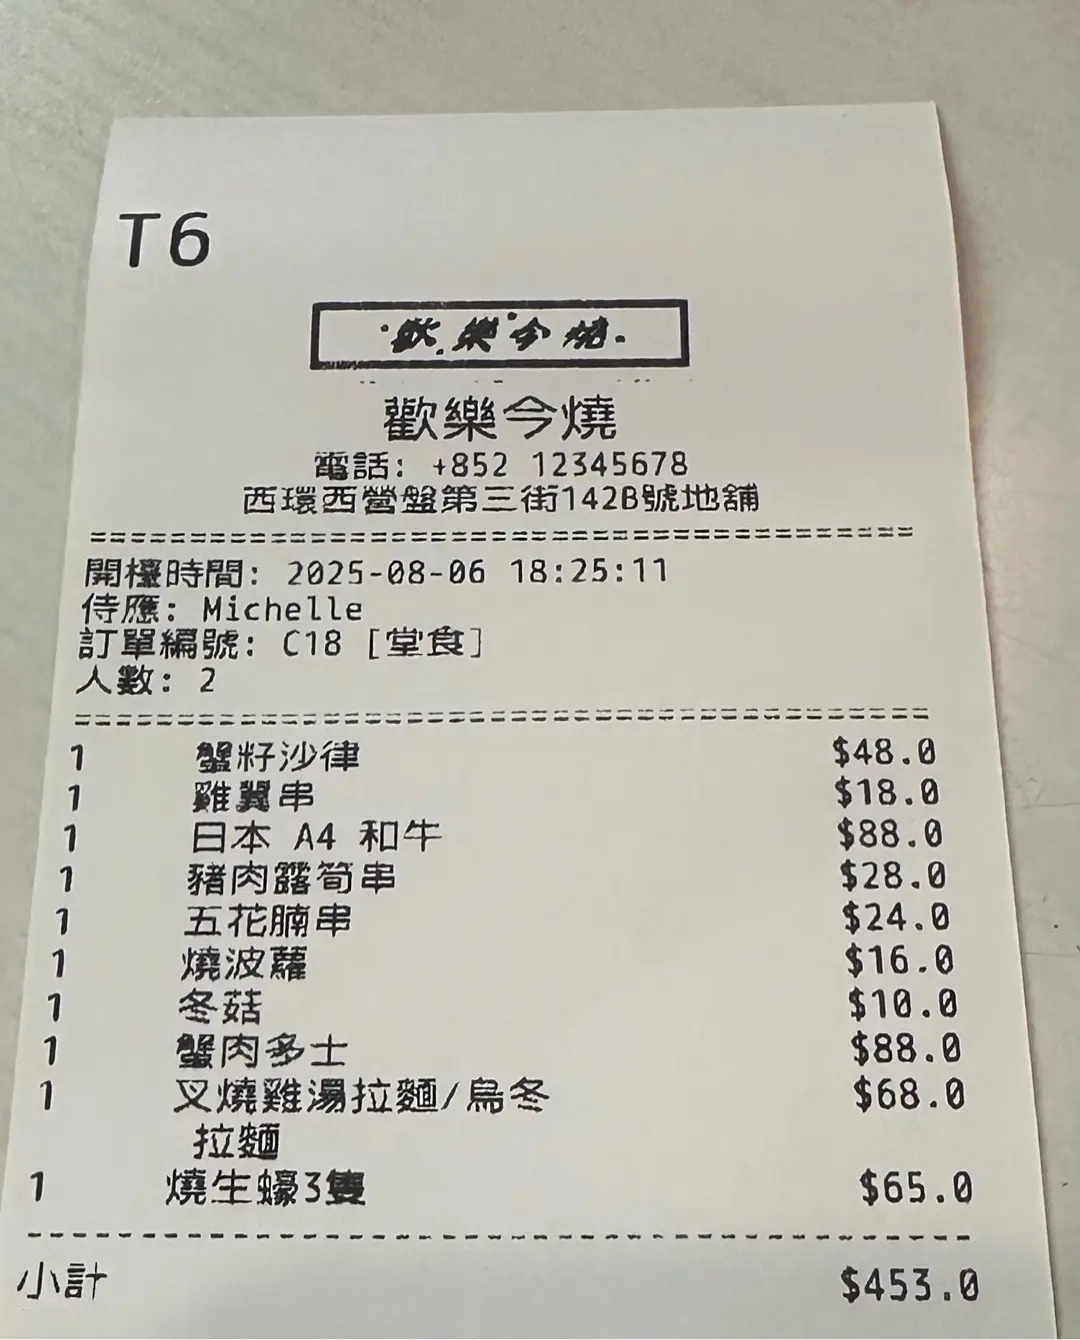 T6
歡樂今燒
歡樂今燒
電話: +852 12345678
西環西營盤第三街142B號地舖
開檯時間: 2025-08-06 18:25:11
侍應: Michelle
訂單編號: C18 [堂食]
人數: 2
1 蟹籽沙律 $48.0
1 雞翼串 $18.0
1 日本 A4 和牛 $88.0
1 豬肉露筍串 $28.0
1 五花腩串 $24.0
1 燒波蘿 $16.0
1 冬菇 $10.0
1 蟹肉多士 $88.0
1 叉燒雞湯拉麵/烏冬 $68.0
拉麵
1 燒生蠔3隻 $65.0
小計 $453.0